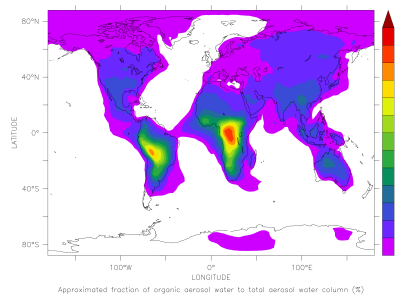 80°N
40°N
0°
40°S
80°S
LATITUDE
100°W
0°
100°E
LONGITUDE
Approximated fraction of organic aerosol water to total aerosol water column (%)